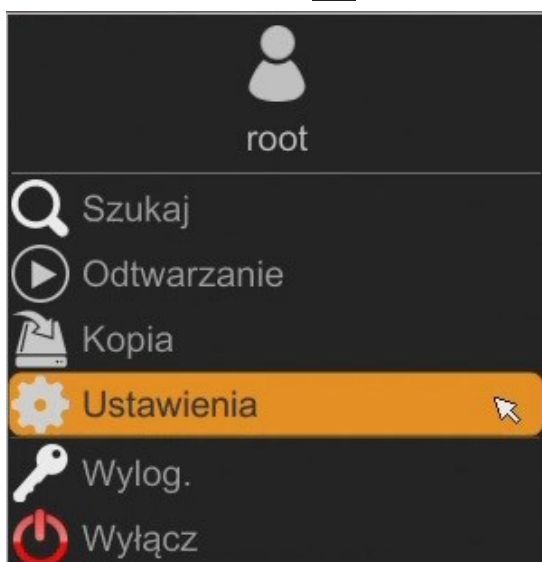 root
Szukaj
Odtwarzanie
Kopia
Ustawienia
Wylog.
Wyłącz